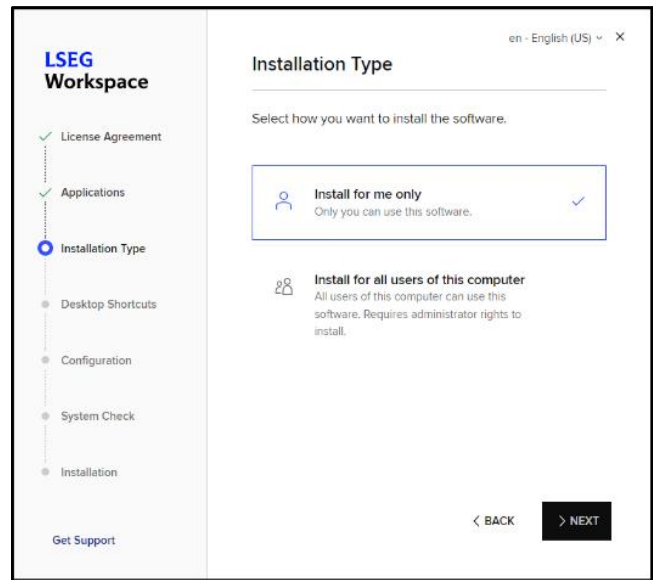 en - English (US)
LSEG
Workspace
License Agreement
Applications
Installation Type
Desktop Shortcuts
Configuration
System Check
Installation
Get Support
Installation Type
Select how you want to install the software.
Install for me only
Only you can use this software.
Install for all users of this computer
All users of this computer can use this
software. Requires administrator rights to
install.
< BACK
> NEXT